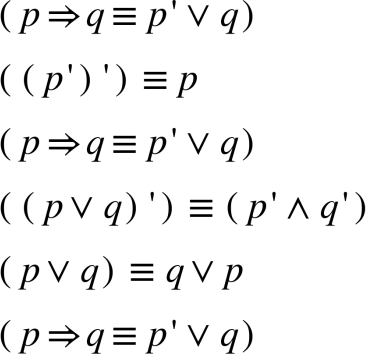 ( p ⇒ q ≡ p ' ∨ q )
( ( p' ) ' ) ≡ p
( p ⇒ q ≡ p ' ∨ q )
( ( p ∨ q ) ' ) ≡ ( p ' ∧ q' )
( p ∨ q ) ≡ q ∨ p
( p ⇒ q ≡ p ' ∨ q )